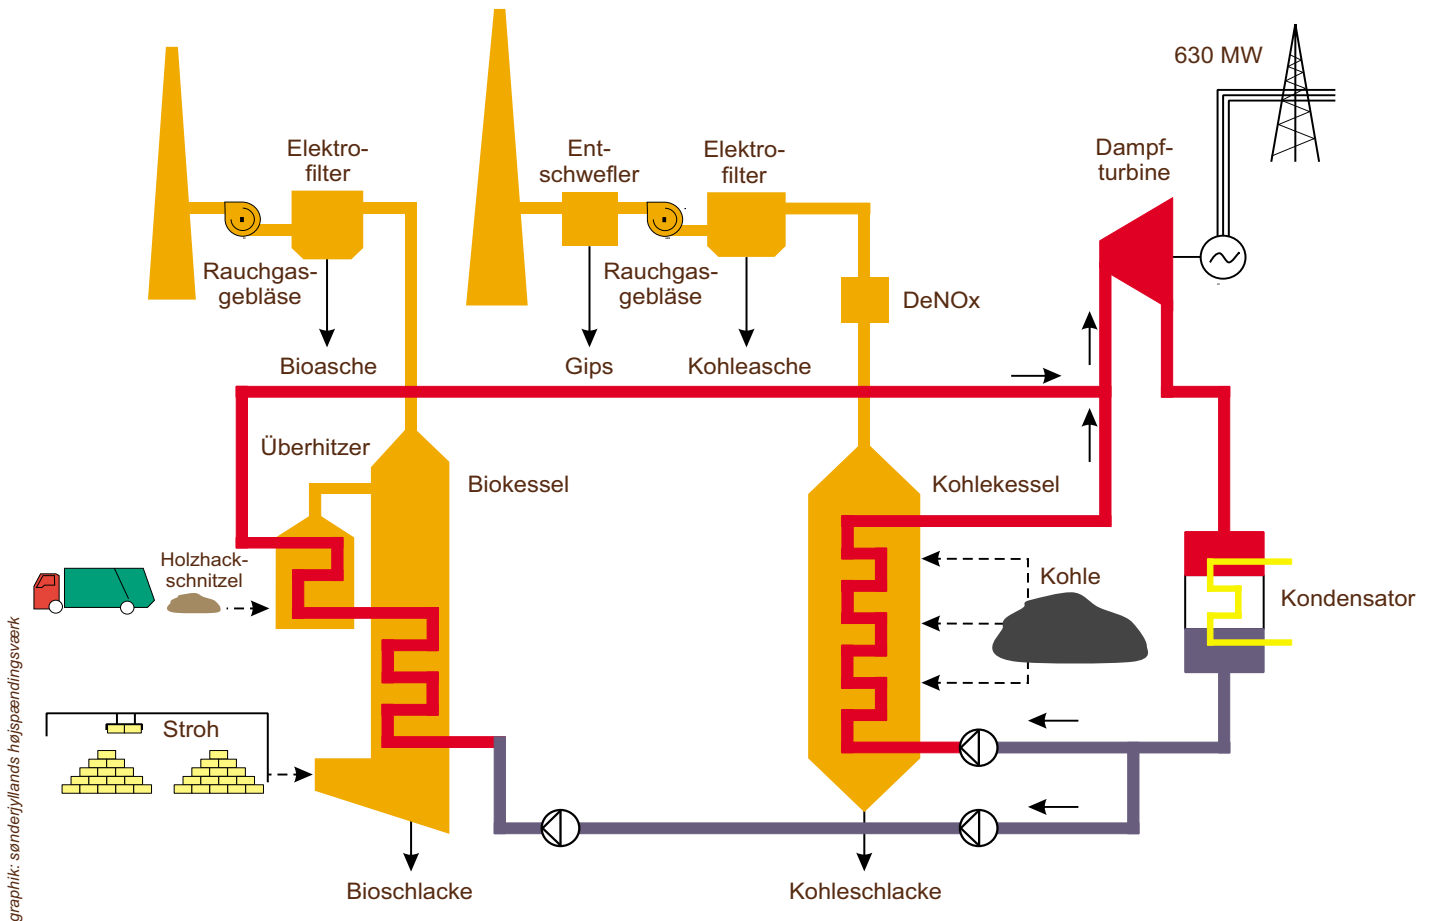 630 MW
Elektro-
filter
Ent-
schwefler
Elektro-
filter
Dampf-
turbine
Rauchgas-
gebläse
Rauchgas-
gebläse
DeNOx
Bioasche
Gips
Kohleasche
Überhitzer
Biokessel
Kohlekessel
Holzhack-
schnitzel
Kohle
Kondensator
Stroh
Bioschlacke
Kohleschlacke
graphik: sønderjyllands højspændingsværk